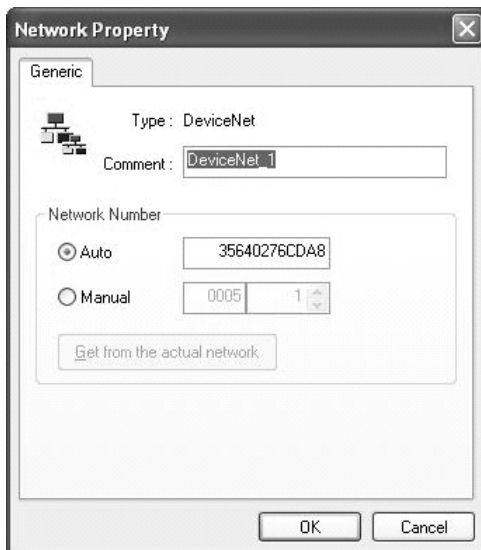 Network Property
Generic
Type : DeviceNet
Comment : DeviceNet_1
Network Number
Auto 35640276CDA8
Manual 0005 1
Get from the actual network
OK Cancel